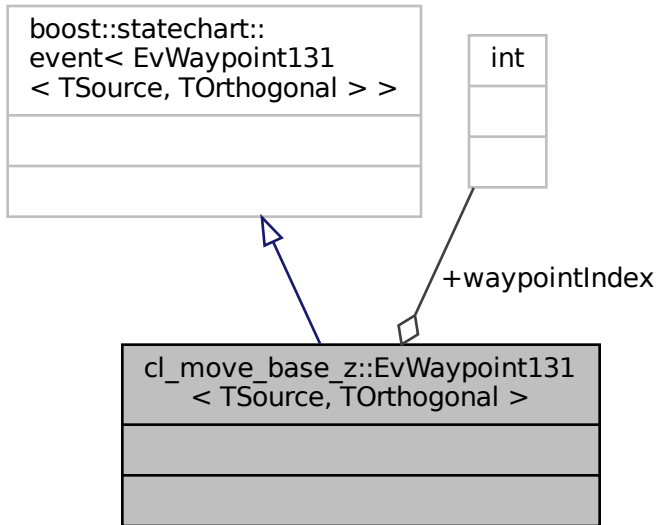 boost::statechart::
event< EvWaypoint131
< TSource, TOrthogonal > >
int
+waypointIndex
cl_move_base_z::EvWaypoint131
< TSource, TOrthogonal >